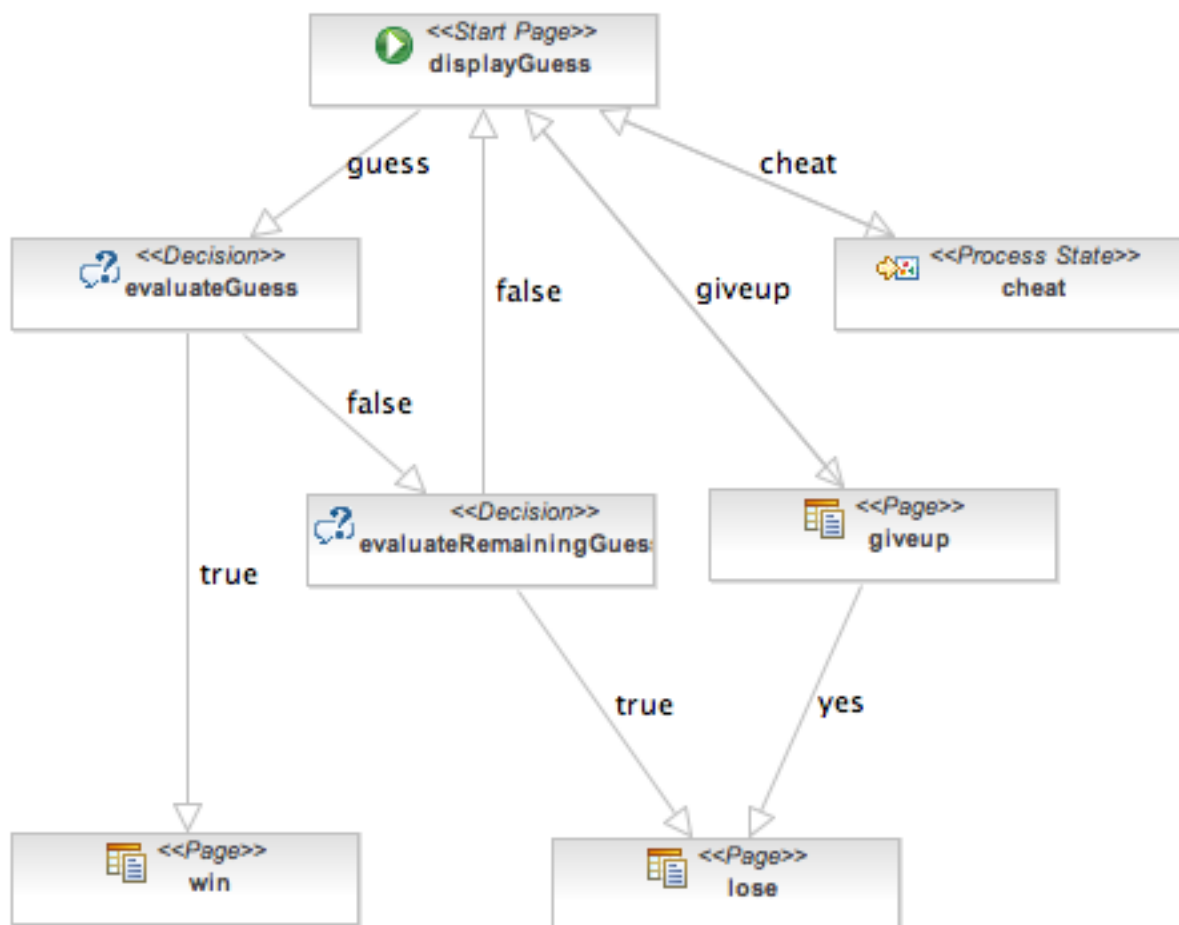 <<Start Page>>
displayGuess
guess
cheat
<<Decision>>
evaluateGuess
false
giveup
<<Process State>>
cheat
false
<<Decision>>
evaluateRemainingGues
<<Page>>
giveup
true
true
yes
<<Page>>
win
<<Page>>
lose